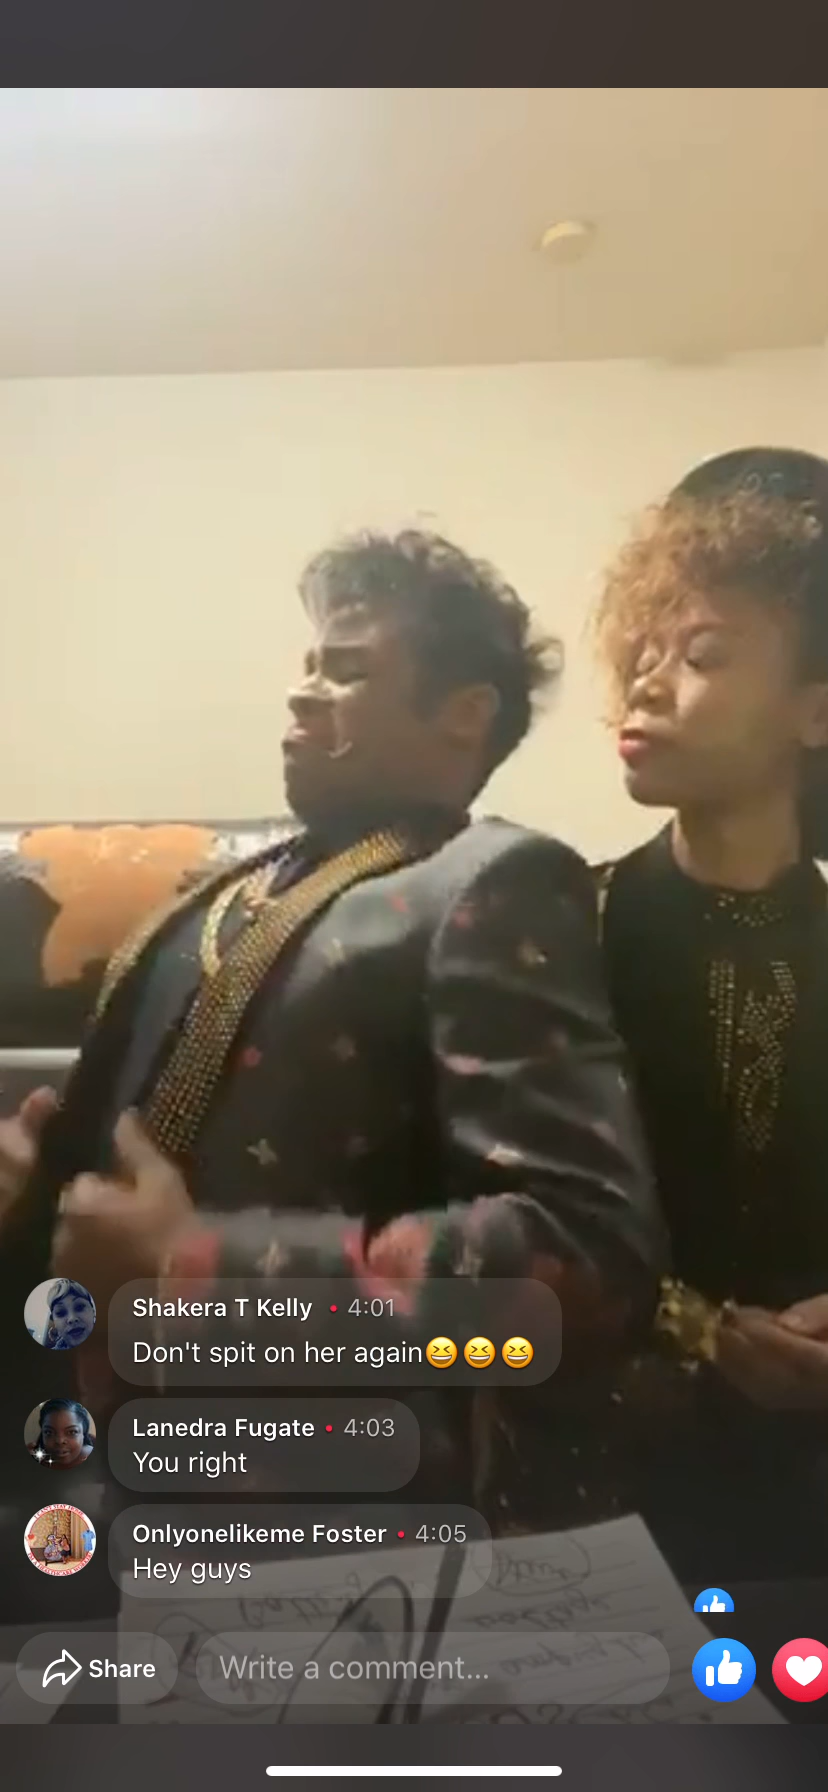 Shakera T Kelly • 4:01
Don't spit on her again😆😆😆
Lanedra Fugate • 4:03
You right
Onlyonelikeme Foster • 4:05
Hey guys
Share
Write a comment...